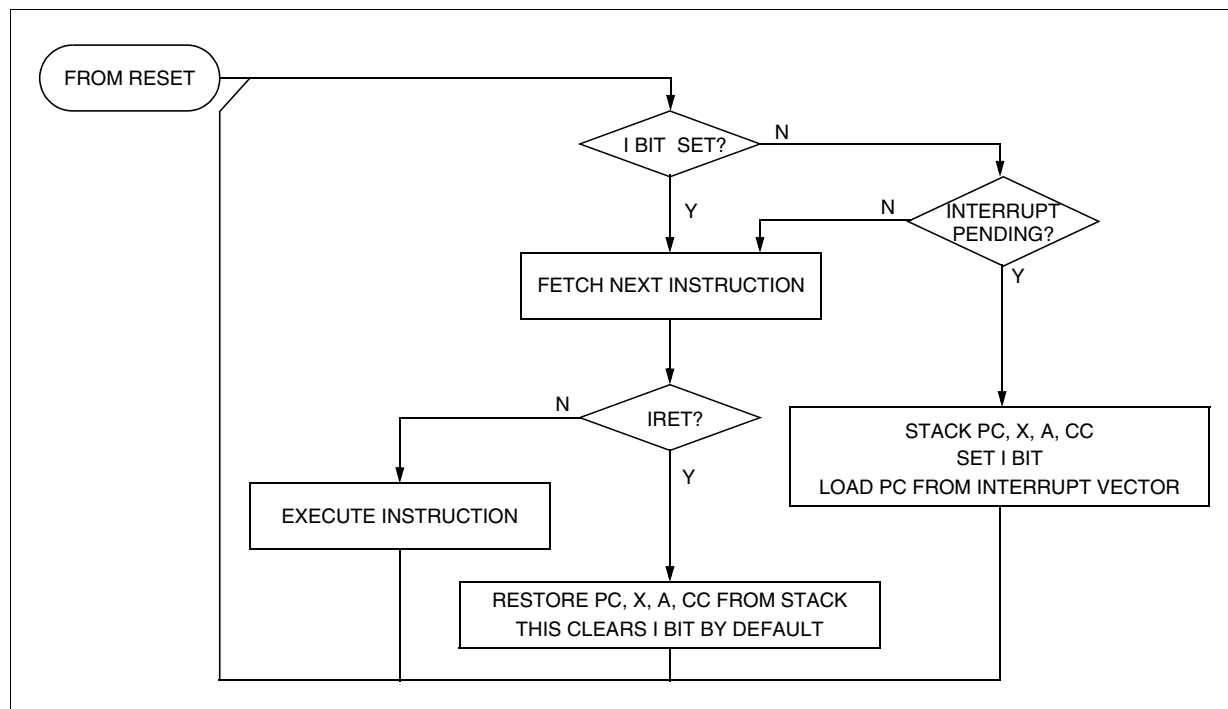 FROM RESET
I BIT SET?
N
Y
N
INTERRUPT
PENDING?
Y
FETCH NEXT INSTRUCTION
N
IRET?
Y
STACK PC, X, A, CC
SET I BIT
LOAD PC FROM INTERRUPT VECTOR
EXECUTE INSTRUCTION
RESTORE PC, X, A, CC FROM STACK
THIS CLEARS I BIT BY DEFAULT